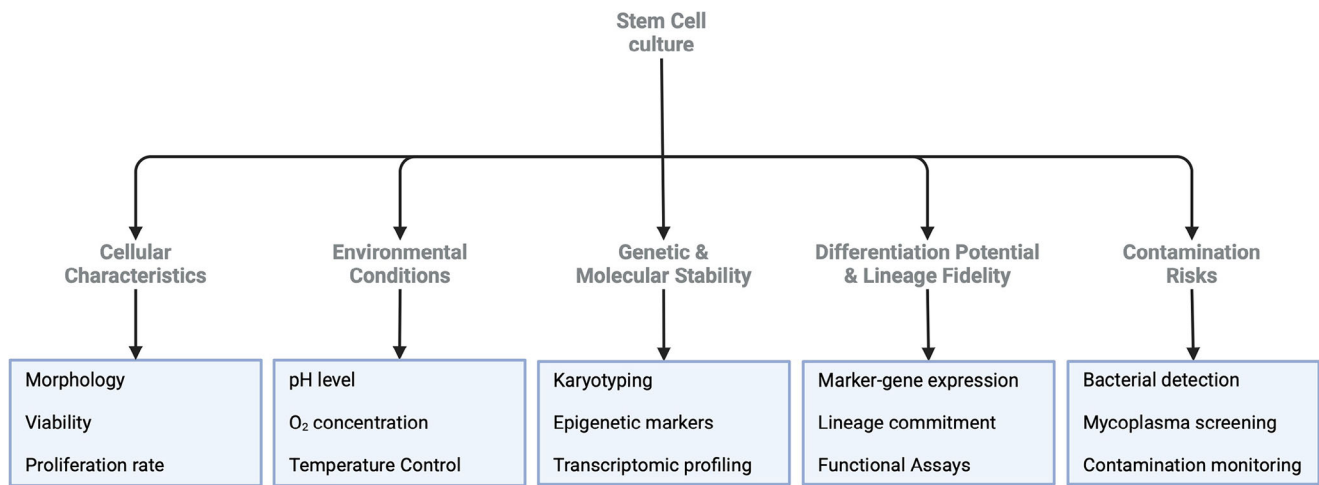 Stem Cell
culture
Cellular
Characteristics
Environmental
Conditions
Genetic &
Molecular Stability
Differentiation Potential
& Lineage Fidelity
Contamination
Risks
Morphology
Viability
Proliferation rate
pH level
O₂ concentration
Temperature Control
Karyotyping
Epigenetic markers
Transcriptomic profiling
Marker-gene expression
Lineage commitment
Functional Assays
Bacterial detection
Mycoplasma screening
Contamination monitoring